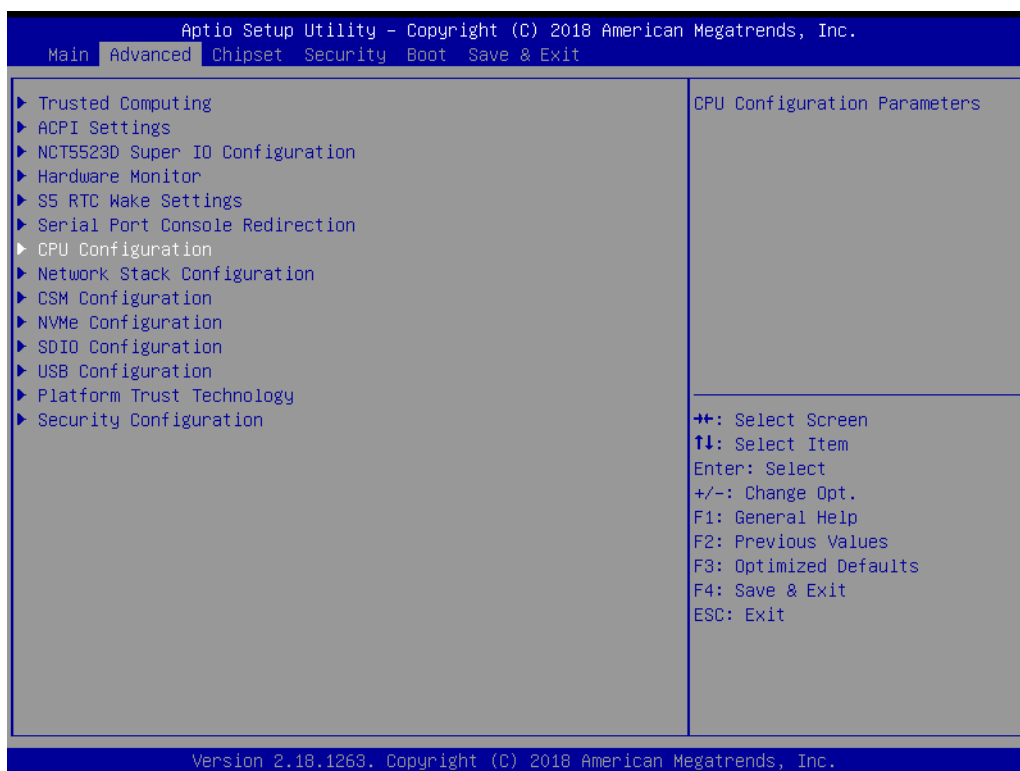 Aptio Setup Utility – Copyright (C) 2018 American Megatrends, Inc.
Main Advanced Chipset Security Boot Save & Exit
▶ Trusted Computing
▶ ACPI Settings
▶ NCT5523D Super IO Configuration
▶ Hardware Monitor
▶ S5 RTC Wake Settings
▶ Serial Port Console Redirection
▶ CPU Configuration
▶ Network Stack Configuration
▶ CSM Configuration
▶ NVMe Configuration
▶ SDIO Configuration
▶ USB Configuration
▶ Platform Trust Technology
▶ Security Configuration
CPU Configuration Parameters
→←: Select Screen
↑↓: Select Item
Enter: Select
+/-: Change Opt.
F1: General Help
F2: Previous Values
F3: Optimized Defaults
F4: Save & Exit
ESC: Exit
Version 2.18.1263. Copyright (C) 2018 American Megatrends, Inc.